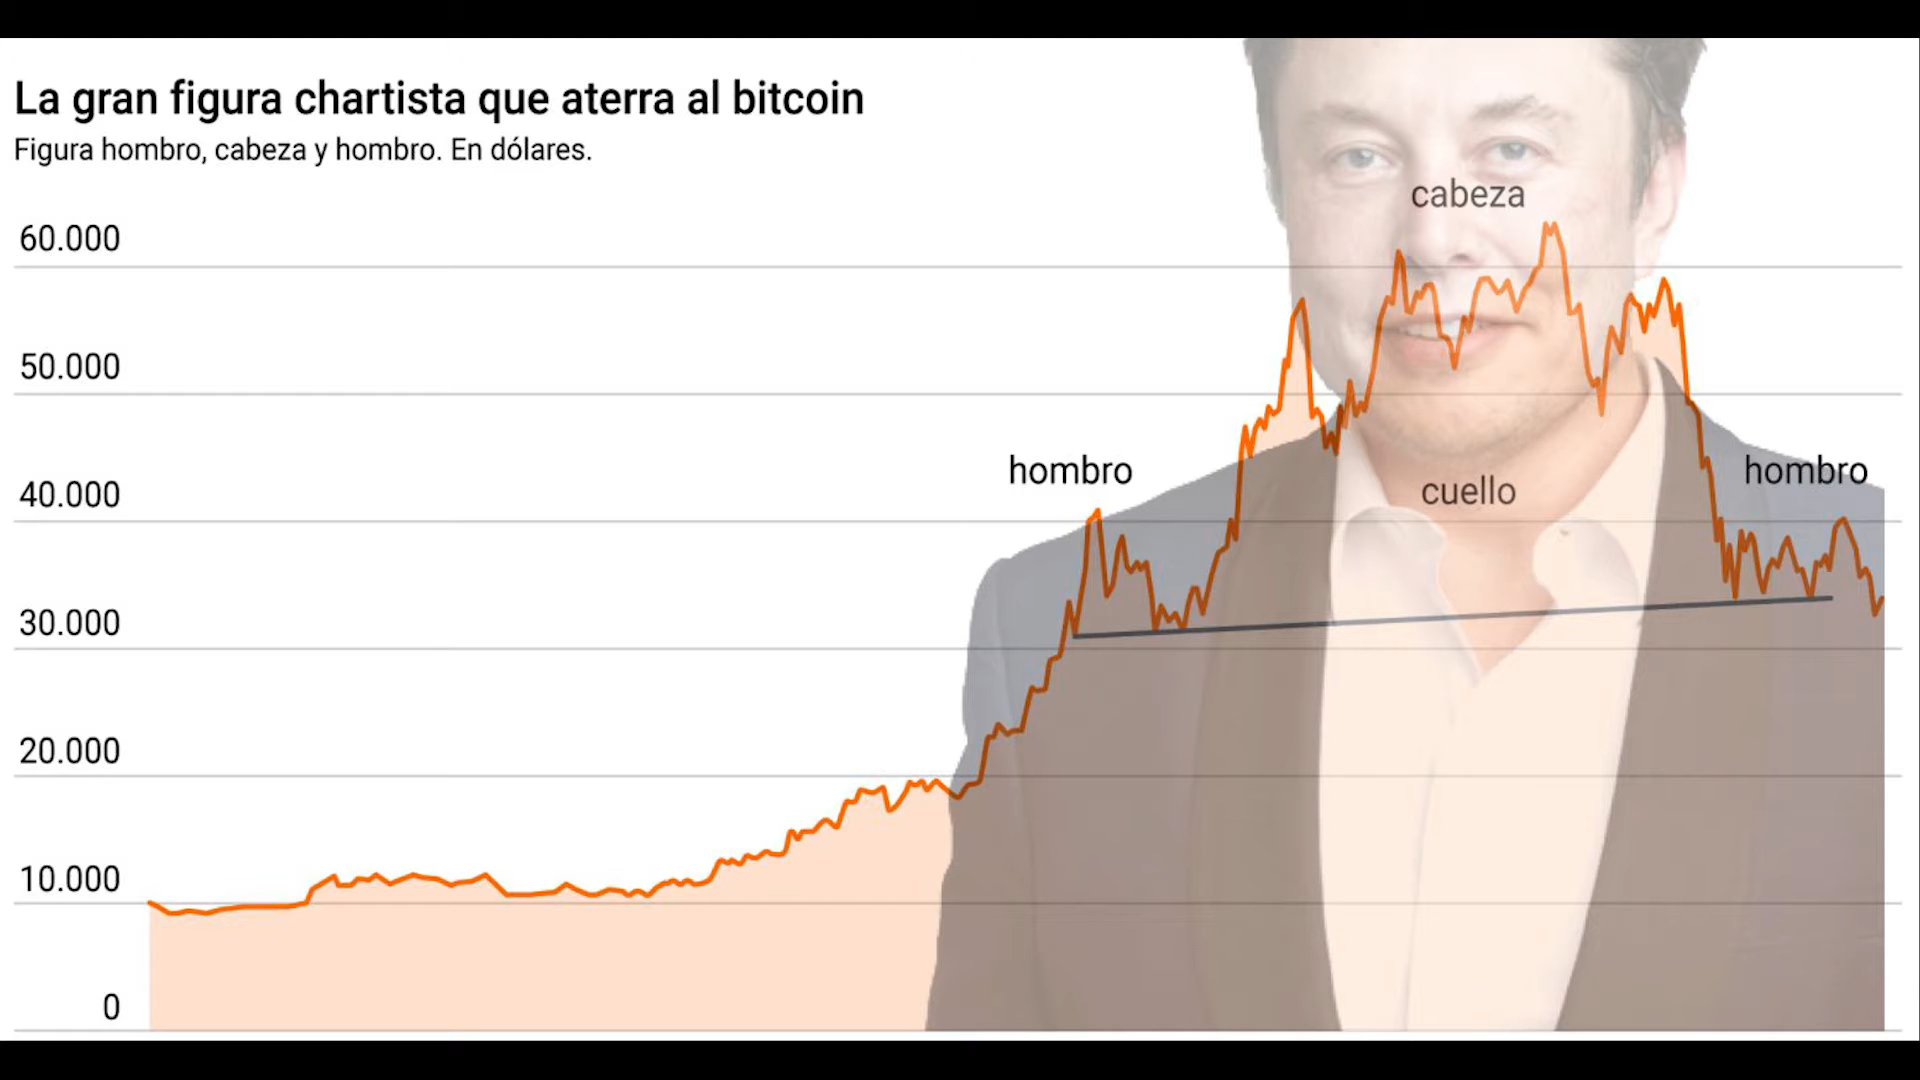 La gran figura chartista que aterra al bitcoin
Figura hombro, cabeza y hombro. En dólares.
cabeza
60.000
50.000
hombro
hombro
cuello
40.000
30.000
20.000
10.000
0